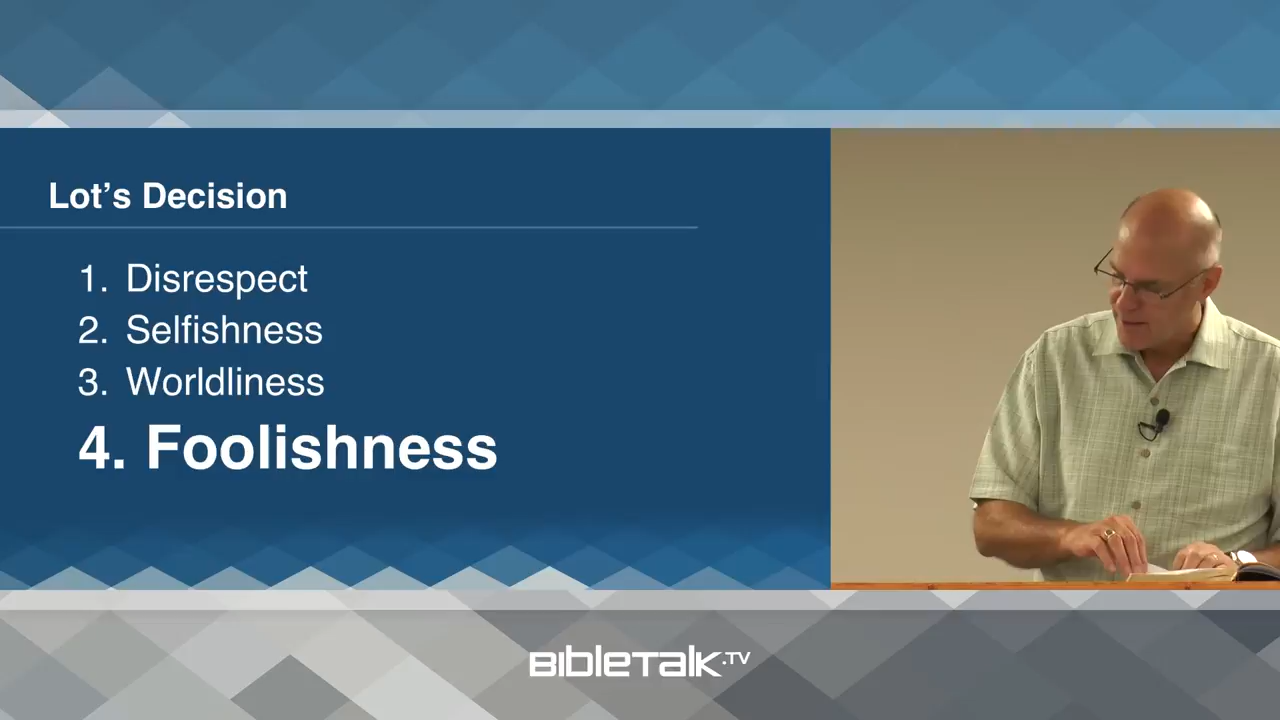 Lot's Decision
1. Disrespect
2. Selfishness
3. Worldliness
4. Foolishness
BIBLETALK.TV